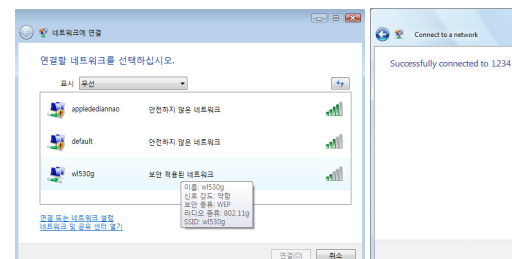 네트워크에 연결
연결할 네트워크를 선택하십시오.
표시 무선
appledediannao 안전하지 않은 네트워크
default 안전하지 않은 네트워크
wl530g 보안 적용된 네트워크
이름: wl530g
신호 강도: 약함
보안 종류: WEP
라디오 종류: 802.11g
SSID: wl530g
연결 또는 네트워크 설정
네트워크 및 공유 센터 열기
연결(O) 취소
Connect to a network
Successfully connected to 1234